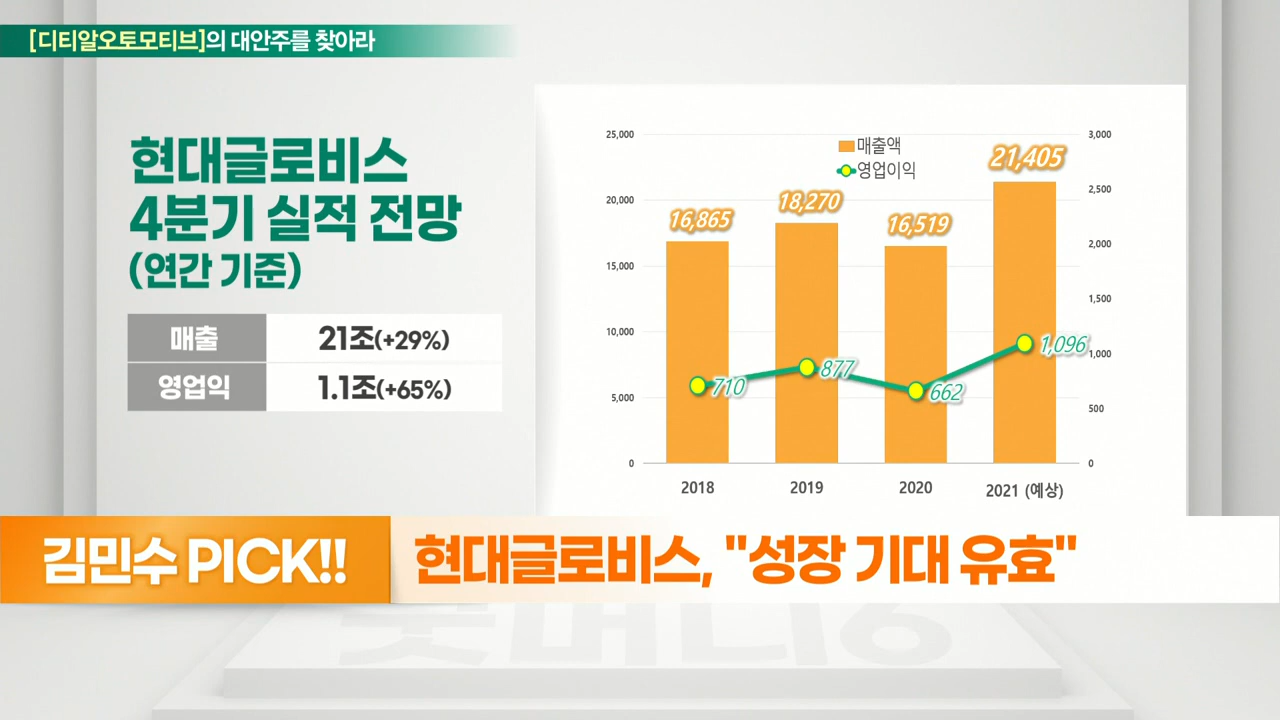 [디티알오토모티브]의 대안주를 찾아라
현대글로비스
4분기 실적 전망
(연간 기준)
매출 21조(+29%)
영업익 1.1조(+65%)
매출액
영업이익
25,000
20,000
15,000
10,000
5,000
0
3,000
2,500
2,000
1,500
1,000
500
0
16,865
18,270
16,519
21,405
710
877
662
1,096
2018
2019
2020
2021 (예상)
김민수 PICK!!
현대글로비스, "성장 기대 유효"
굿머니6